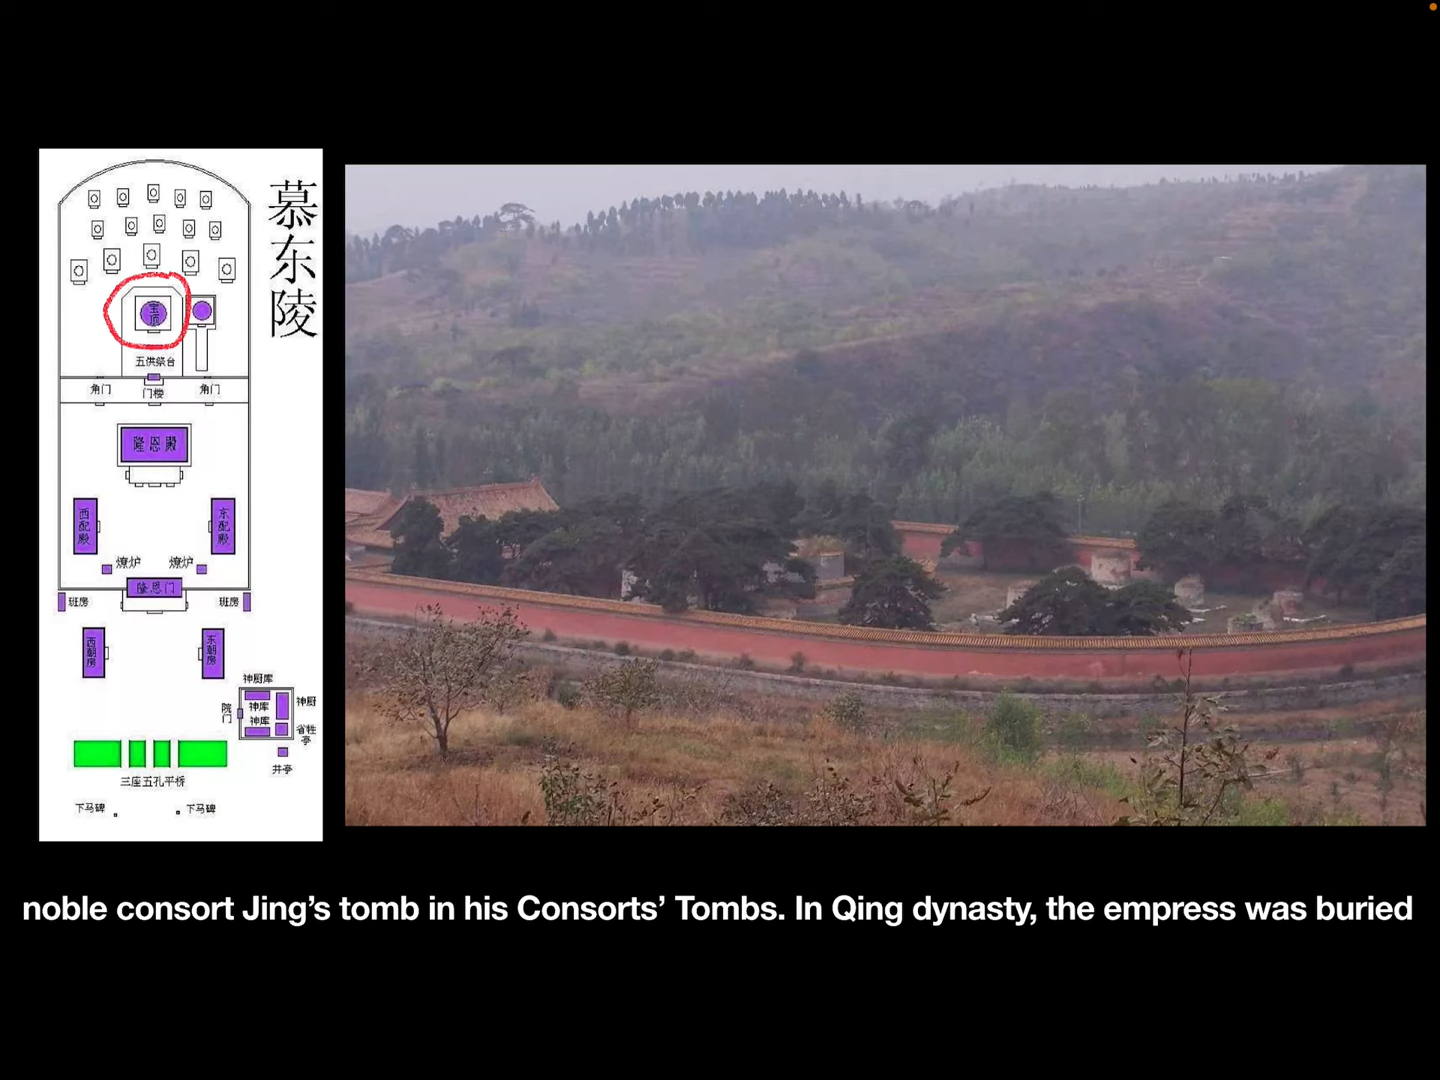 慕东陵
宝顶
五供祭台
角门
门楼
角门
隆恩殿
西配殿
东配殿
燎炉
燎炉
隆恩门
班房
班房
西朝房
东朝房
神厨库
院门
神库
神库
神厨
省牲亭
井亭
三座五孔平桥
下马碑
下马碑
noble consort Jing’s tomb in his Consorts’ Tombs. In Qing dynasty, the empress was buried